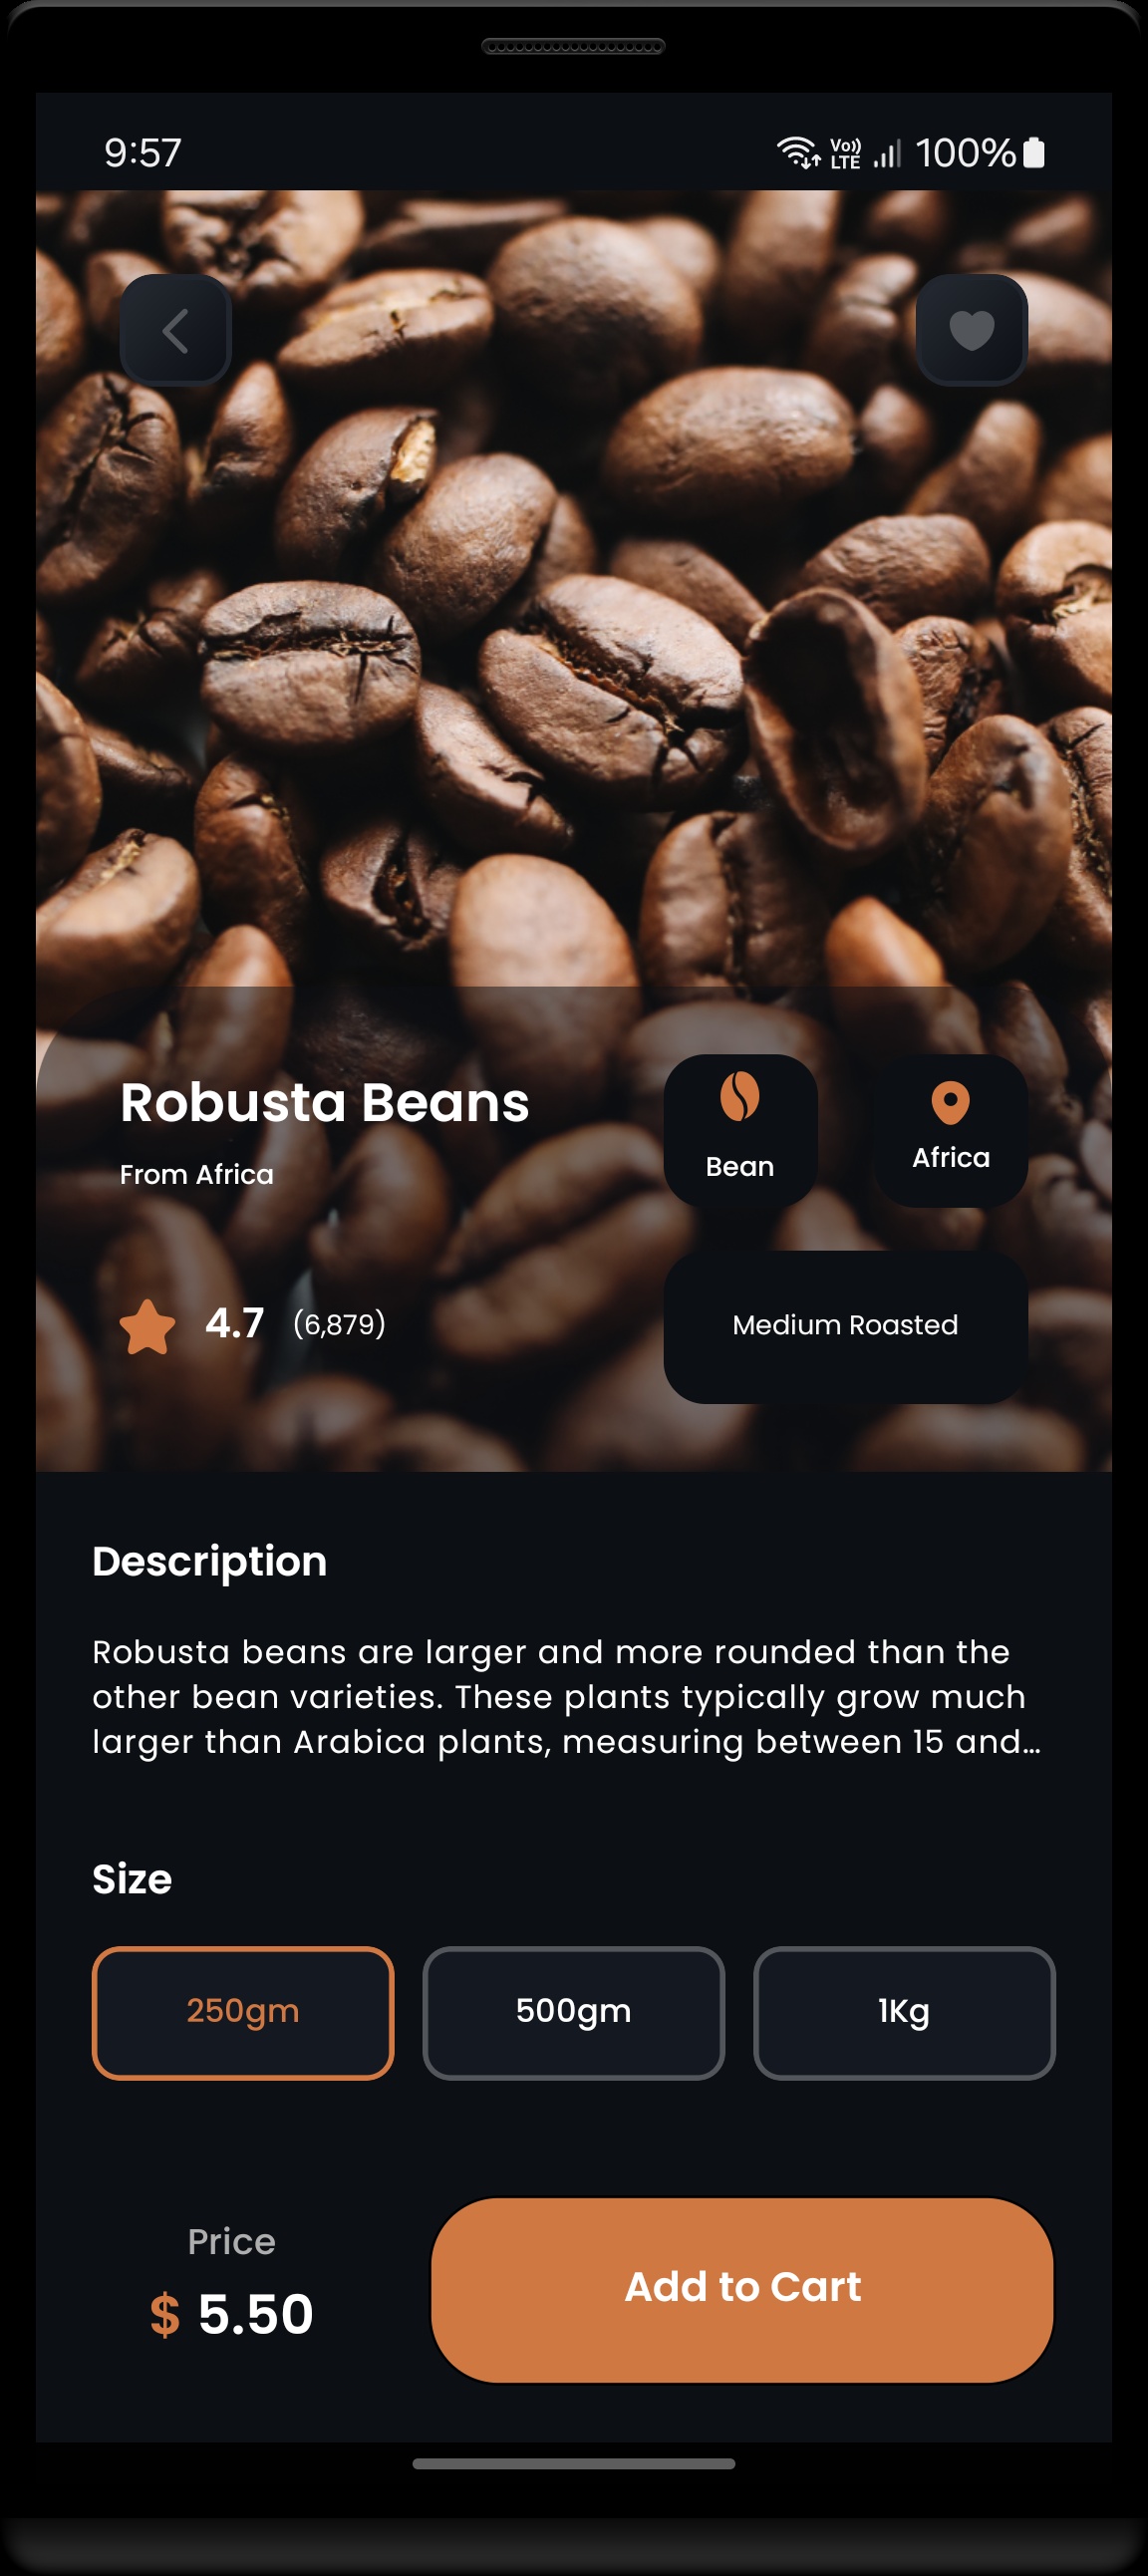 9:57
Vo)) LTE 100%
Robusta Beans
From Africa
Bean
Africa
4.7 (6,879)
Medium Roasted
Description
Robusta beans are larger and more rounded than the
other bean varieties. These plants typically grow much
larger than Arabica plants, measuring between 15 and…
Size
250gm 500gm 1Kg
Price
$ 5.50
Add to Cart